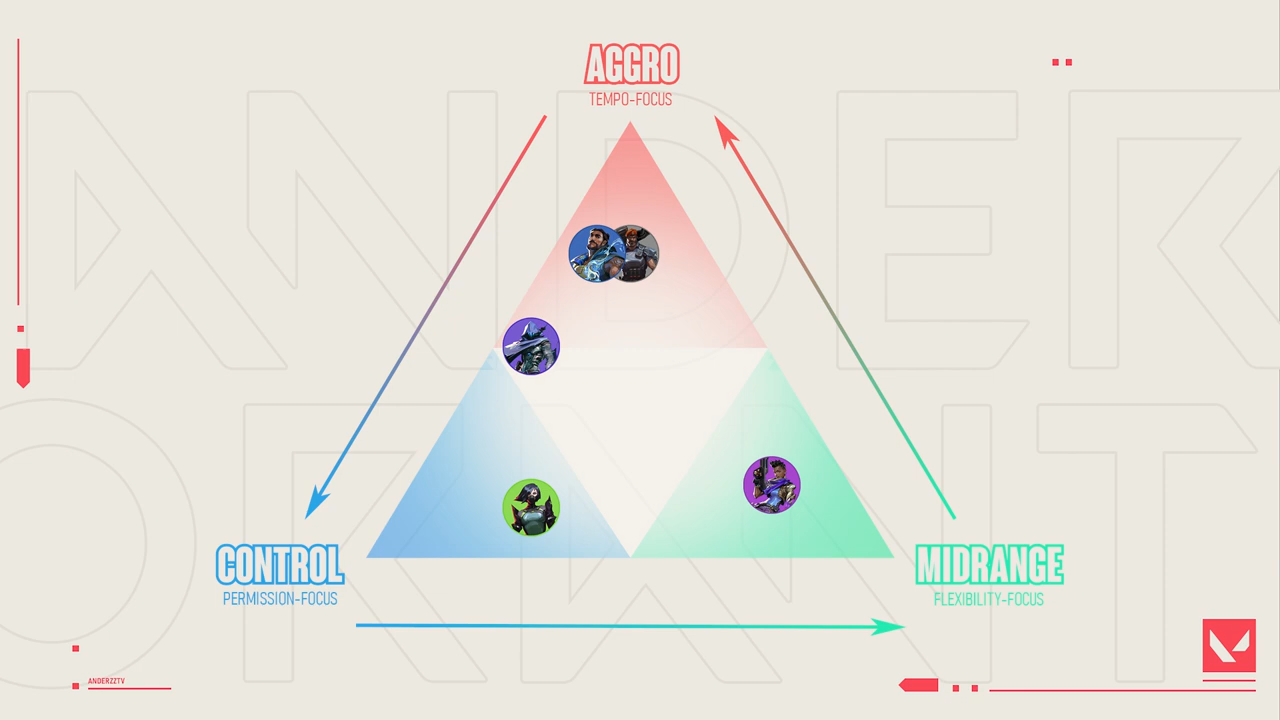 AGGRO
TEMPO-FOCUS
CONTROL
PERMISSION-FOCUS
MIDRANGE
FLEXIBILITY-FOCUS
ANDERZZTV